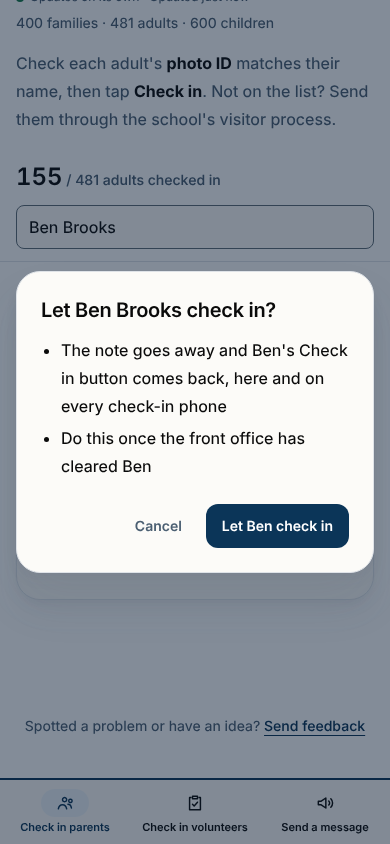 400 families · 481 adults · 600 children
Check each adult's photo ID matches their
name, then tap Check in. Not on the list? Send
them through the school's visitor process.
155 / 481 adults checked in
Ben Brooks
Let Ben Brooks check in?
• The note goes away and Ben's Check
in button comes back, here and on
every check-in phone
• Do this once the front office has
cleared Ben
Cancel
Let Ben check in
Spotted a problem or have an idea? Send feedback
Check in parents
Check in volunteers
Send a message